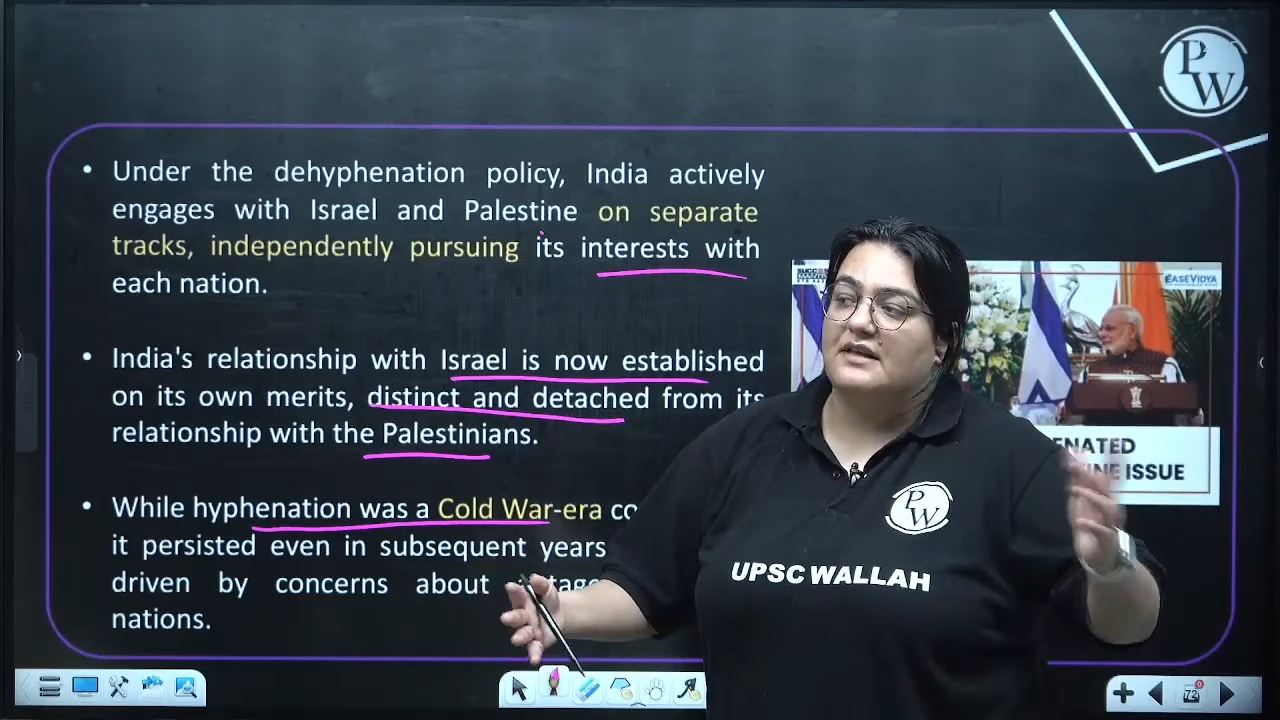 PW
• Under the dehyphenation policy, India actively
engages with Israel and Palestine on separate
tracks, independently pursuing its interests with
each nation.
• India's relationship with Israel is now established
on its own merits, distinct and detached from its
relationship with the Palestinians.
• While hyphenation was a Cold War-era
it persisted even in subsequent years
driven by concerns about
nations.
EASEVIDYA
ISSUE
PW
UPSC WALLAH
72